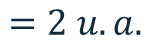 = 2 u.a.